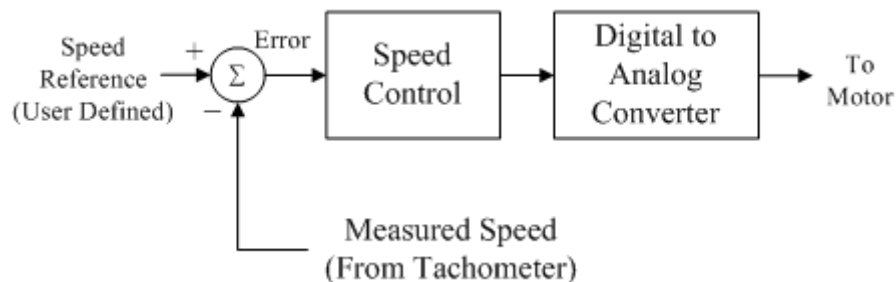 Speed
Reference
(User Defined)
+
−
Σ
Error
Speed
Control
Digital to
Analog
Converter
To
Motor
Measured Speed
(From Tachometer)